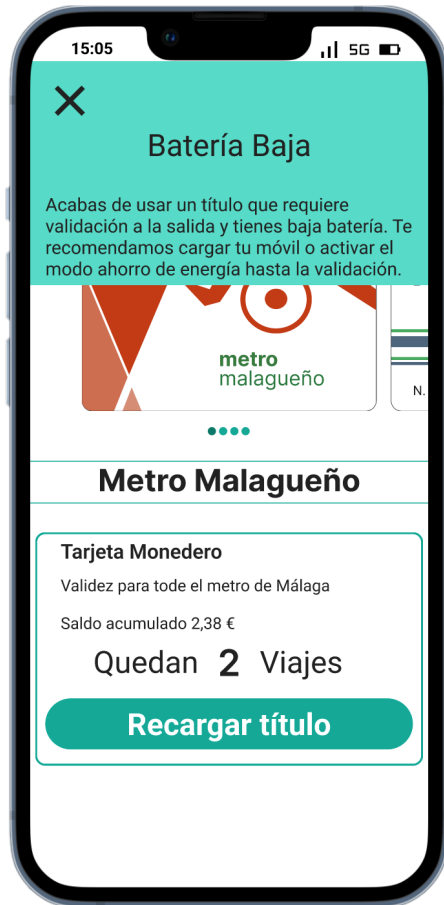 15:05 5G
Batería Baja
Acabas de usar un título que requiere
validación a la salida y tienes baja batería. Te
recomendamos cargar tu móvil o activar el
modo ahorro de energía hasta la validación.
metro
malagueño
N.
Metro Malagueño
Tarjeta Monedero
Validez para tode el metro de Málaga
Saldo acumulado 2,38 €
Quedan 2 Viajes
Recargar título